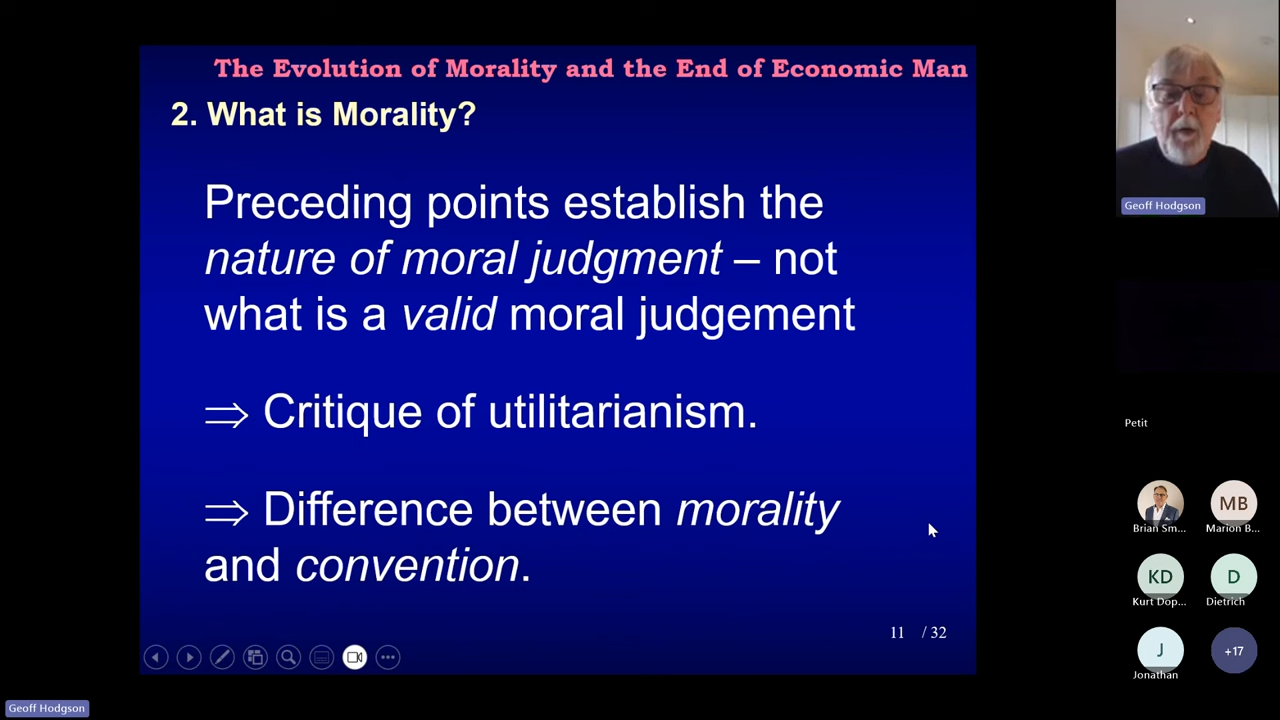 The Evolution of Morality and the End of Economic Man
2. What is Morality?
Preceding points establish the
nature of moral judgment – not
what is a valid moral judgement
⇒ Critique of utilitarianism.
⇒ Difference between morality
and convention.
11 / 32
Geoff Hodgson
Petit
Brian Sm...
MB
Marion B...
KD
Kurt Dop...
D
Dietrich
J
Jonathan
+17
Geoff Hodgson